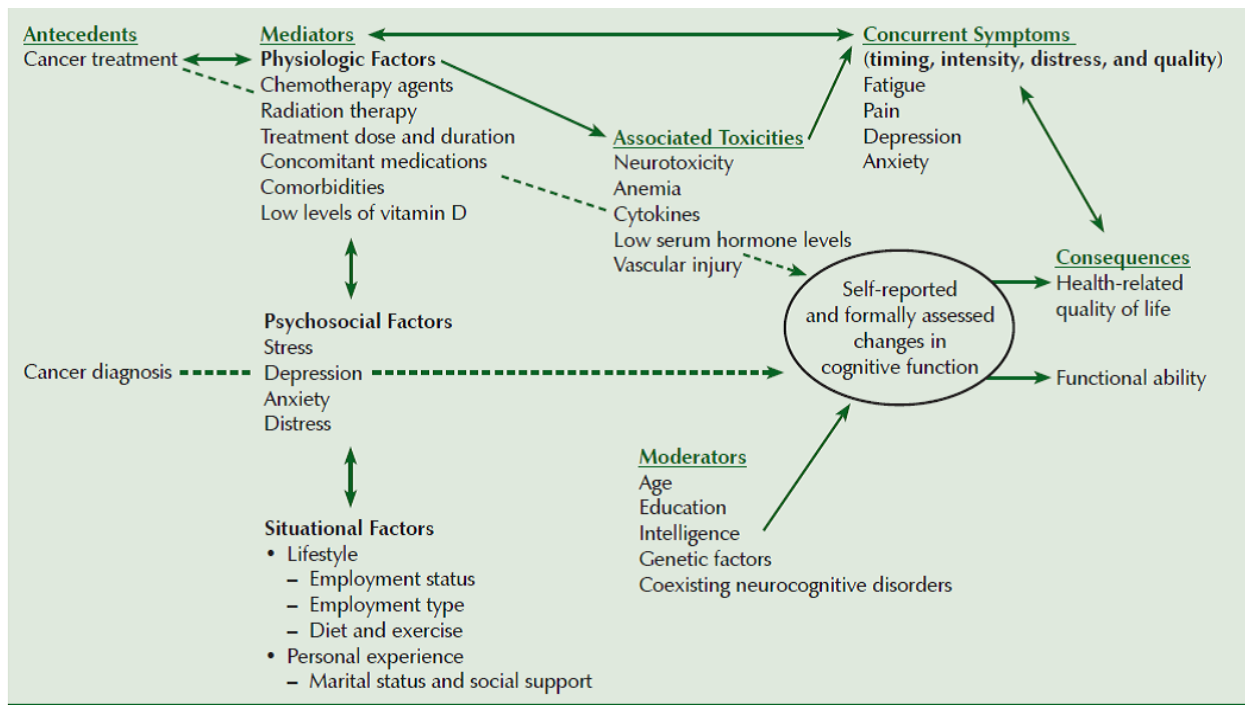 Antecedents
Cancer treatment
Mediators
Physiologic Factors
Chemotherapy agents
Radiation therapy
Treatment dose and duration
Concomitant medications
Comorbidities
Low levels of vitamin D
Associated Toxicities
Neurotoxicity
Anemia
Cytokines
Low serum hormone levels
Vascular injury
Concurrent Symptoms
(timing, intensity, distress, and quality)
Fatigue
Pain
Depression
Anxiety
Cancer diagnosis
Psychosocial Factors
Stress
Depression
Anxiety
Distress
Self-reported
and formally assessed
changes in
cognitive function
Consequences
Health-related
quality of life
Functional ability
Situational Factors
• Lifestyle
– Employment status
– Employment type
– Diet and exercise
• Personal experience
– Marital status and social support
Moderators
Age
Education
Intelligence
Genetic factors
Coexisting neurocognitive disorders